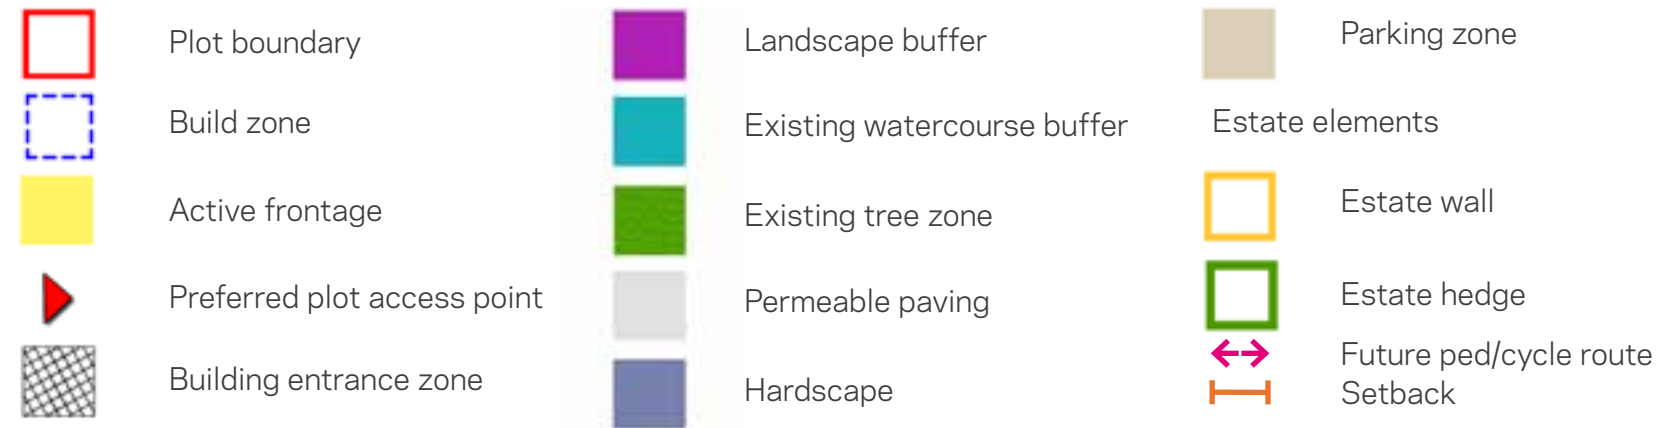 Plot boundary
Build zone
Active frontage
Preferred plot access point
Building entrance zone
Landscape buffer
Existing watercourse buffer
Existing tree zone
Permeable paving
Hardscape
Parking zone
Estate elements
Estate wall
Estate hedge
Future ped/cycle route
Setback